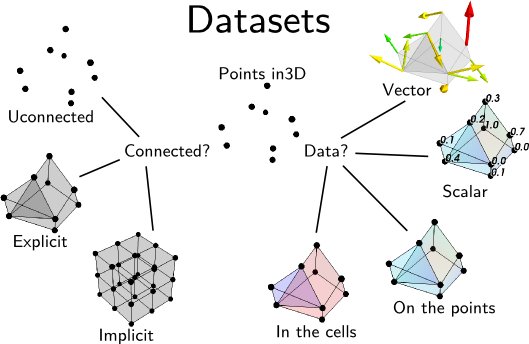 Datasets
Points in3D
Vector
Uconnected
Connected?
Data?
0.3
0.2
1.0
0.7
0.1
0.0
0.4
0.0
0.1
Scalar
Explicit
On the points
Implicit
In the cells